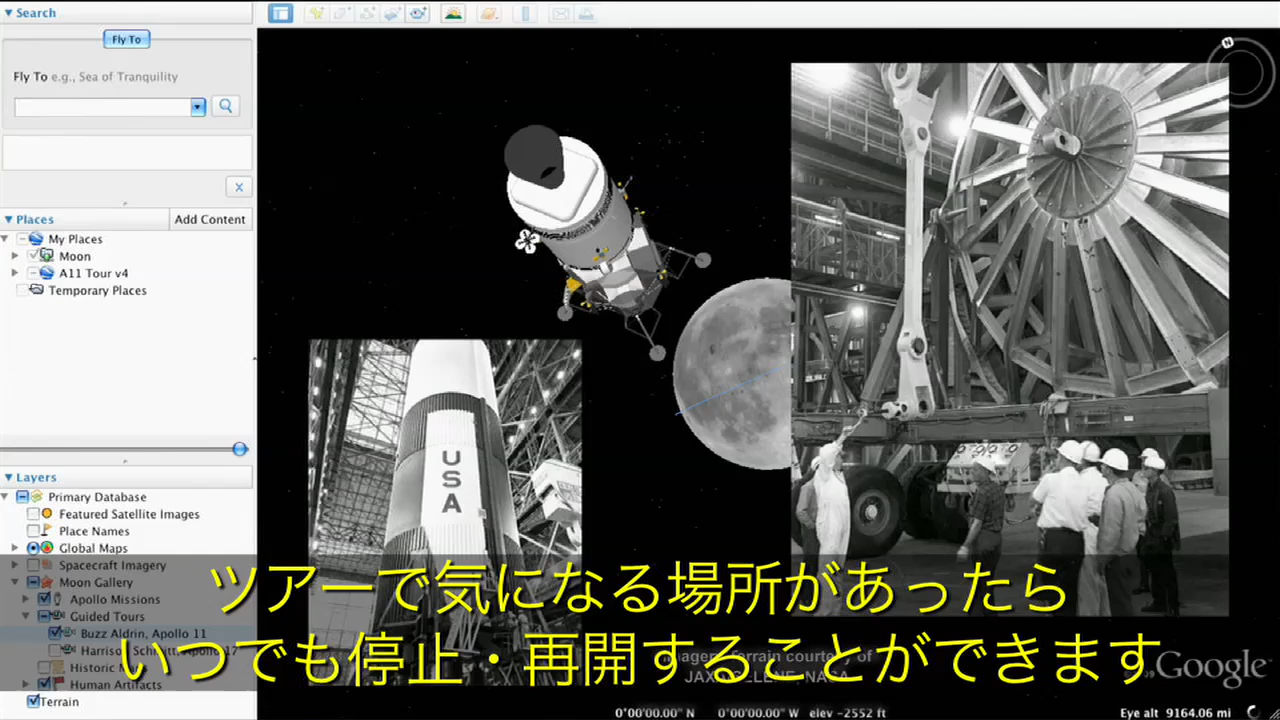 Search
Fly To
Fly To e.g., Sea of Tranquility
Places
Add Content
My Places
Moon
A11 Tour v4
Temporary Places
Layers
Primary Database
Featured Satellite Images
Place Names
Global Maps
Spacecraft Imagery
Moon Gallery
Apollo Missions
Guided Tours
Buzz Aldrin, Apollo 11
Human Artifacts
Terrain
N
USA
ツアーで気になる場所があったら
いつでも停止・再開することができます
Google
0°00'00.00" N 0°00'00.00" W elev -2552 ft
Eye alt 9164.06 mi